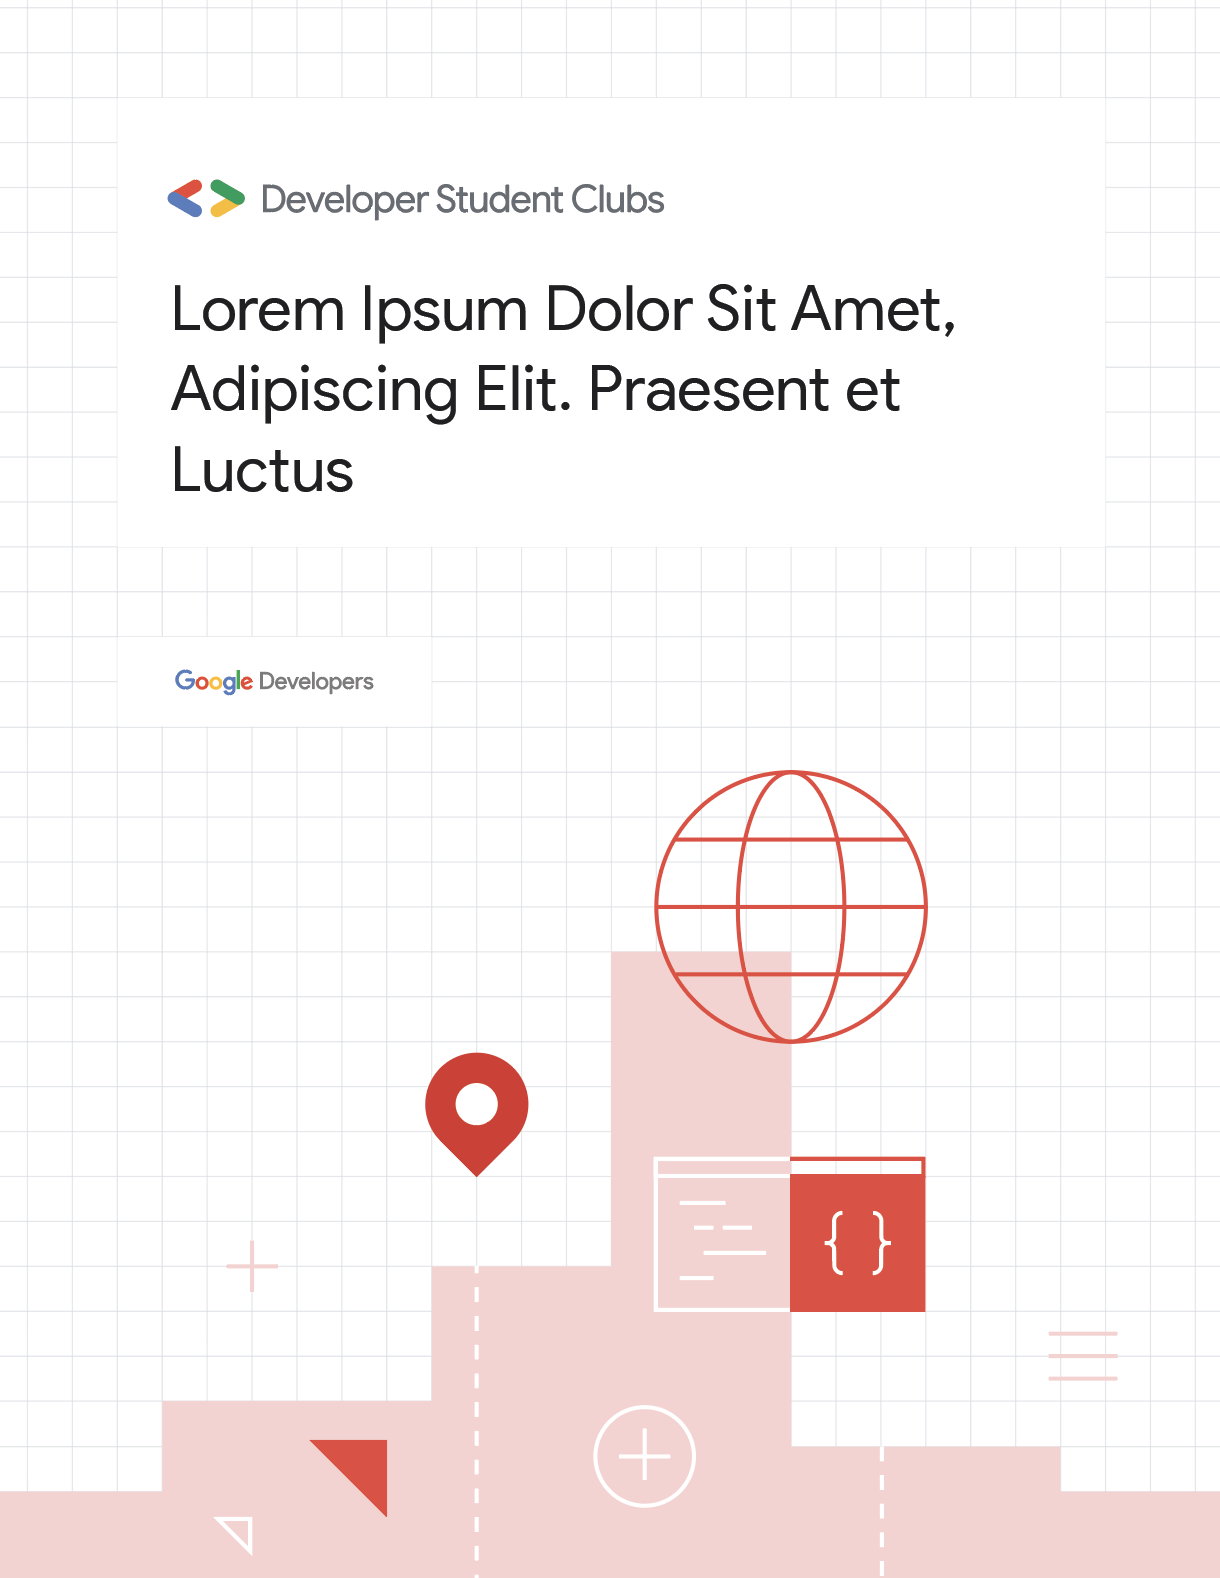 Developer Student Clubs
Lorem Ipsum Dolor Sit Amet,
Adipiscing Elit. Praesent et
Luctus
Google Developers
{ }